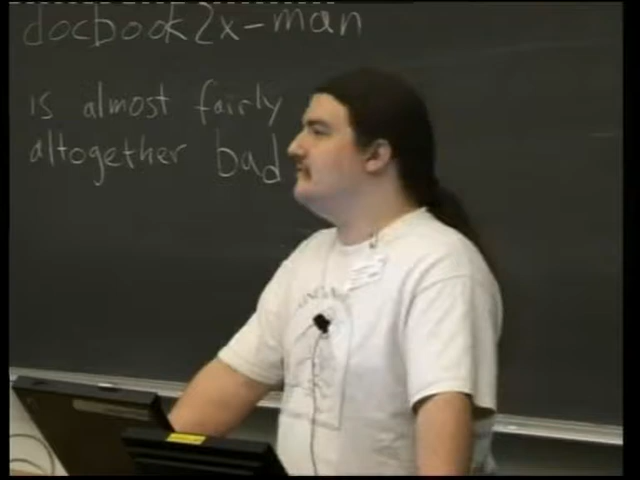 docbook2x-man
is almost fairly
altogether bad